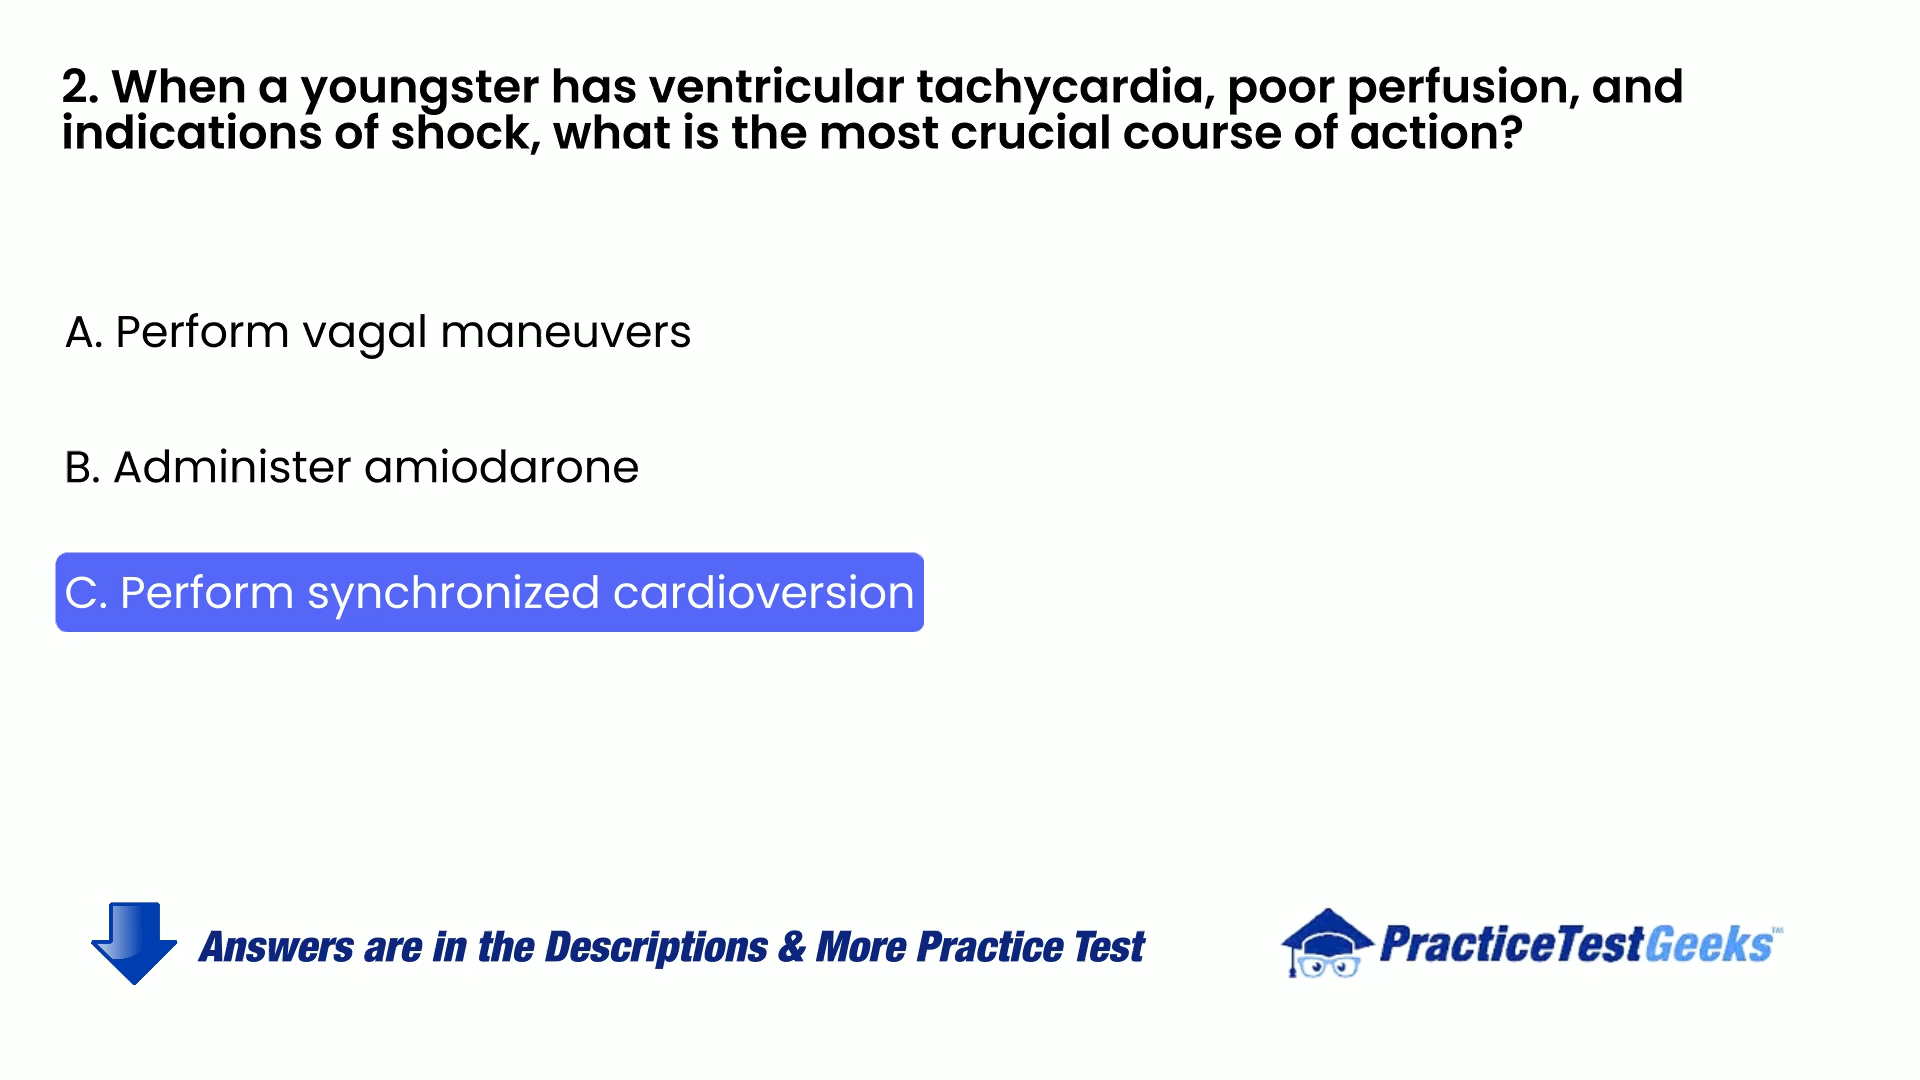 2. When a youngster has ventricular tachycardia, poor perfusion, and
indications of shock, what is the most crucial course of action?
A. Perform vagal maneuvers
B. Administer amiodarone
C. Perform synchronized cardioversion
Answers are in the Descriptions & More Practice Test
PracticeTestGeeks™